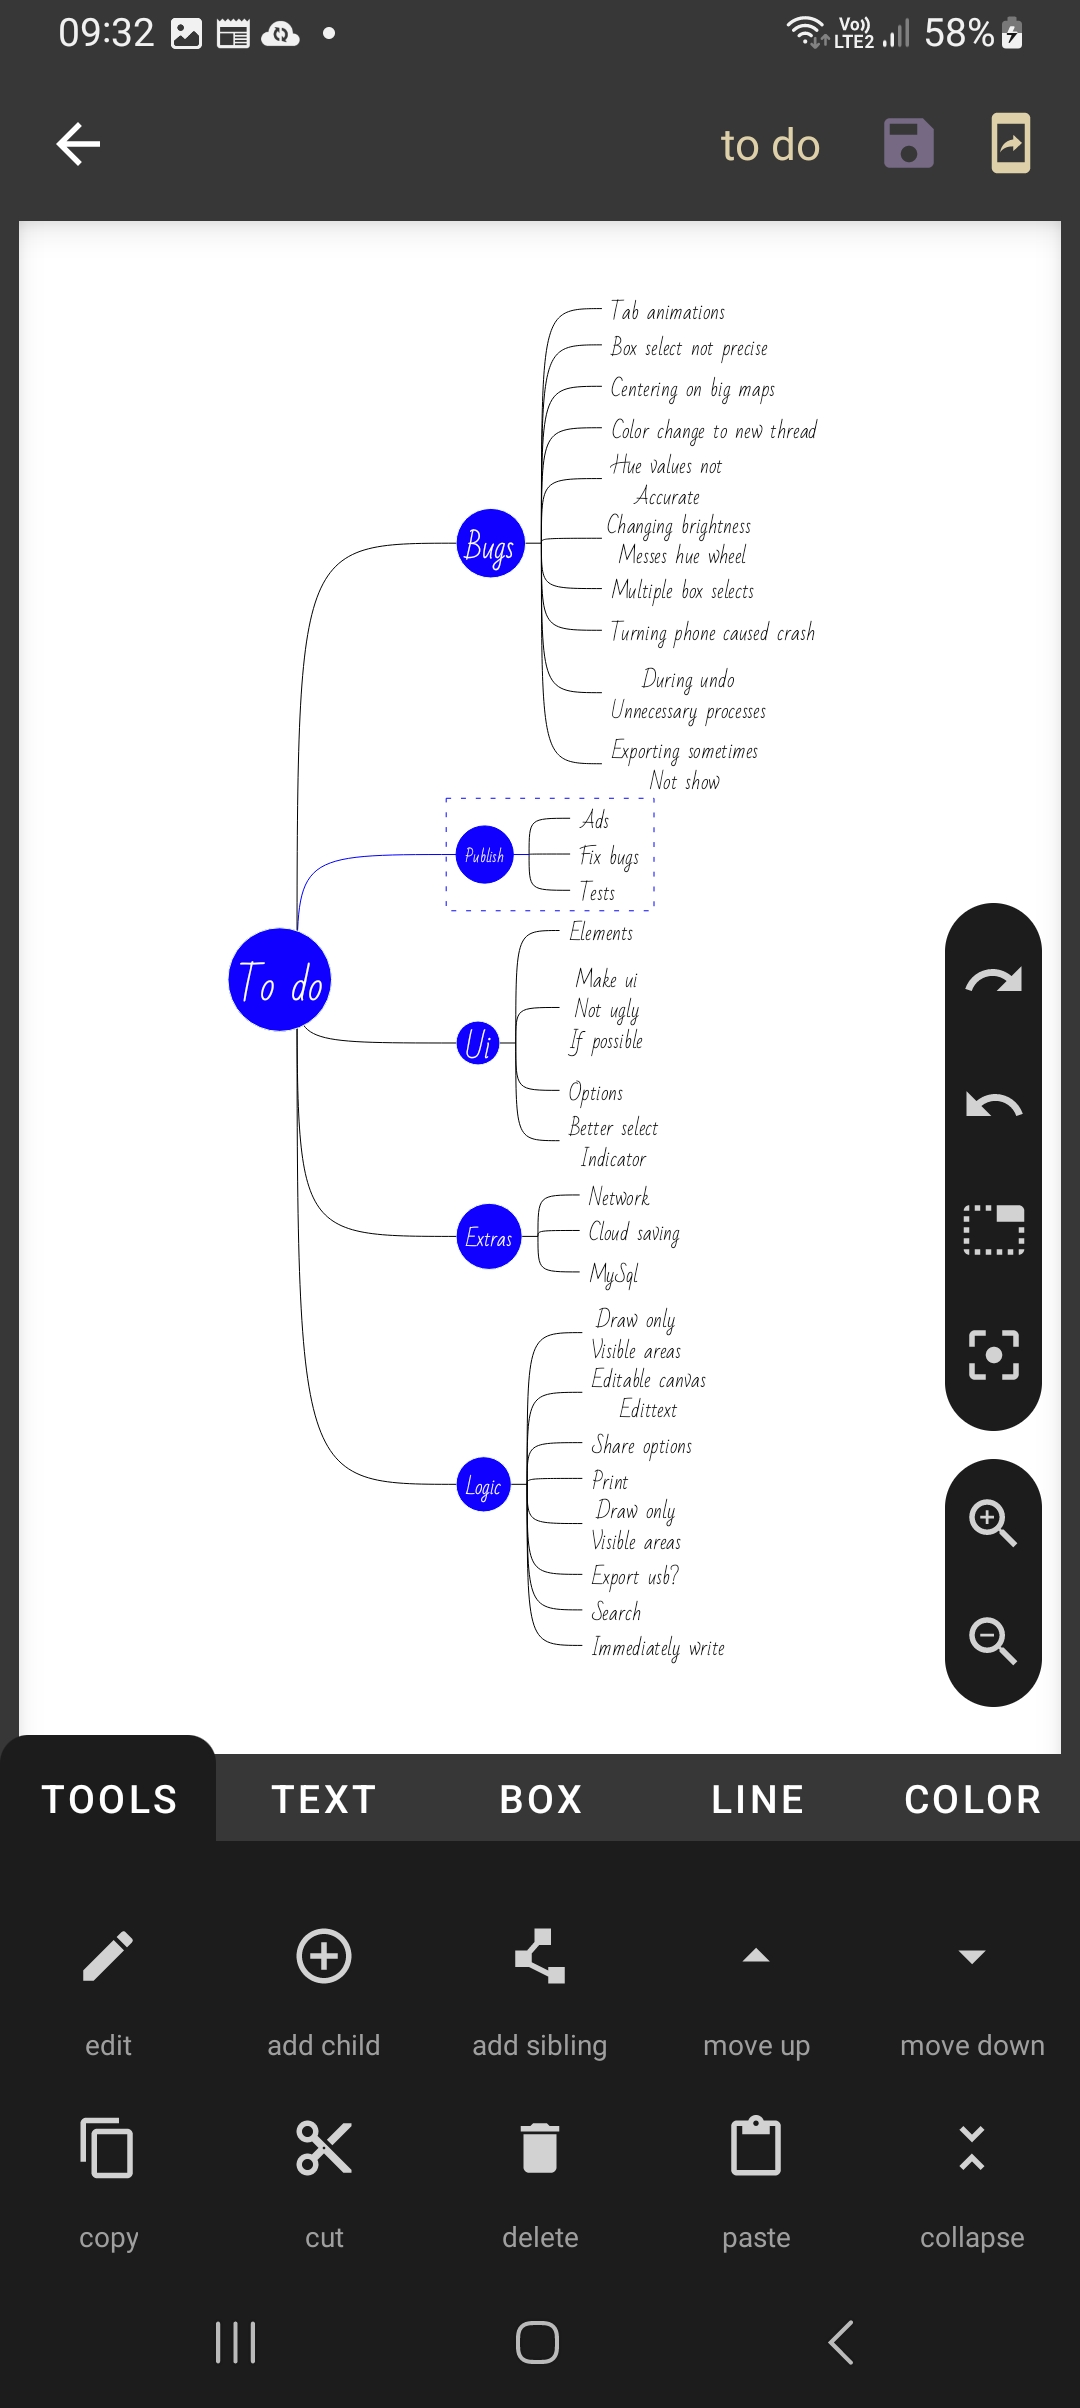 09:32
Vo)) LTE2 58%
to do
Tab animations
Box select not precise
Centering on big maps
Color change to new thread
Hue values not
Accurate
Changing brightness
Messes hue wheel
Bugs
Multiple box selects
Turning phone caused crash
During undo
Unnecessary processes
Exporting sometimes
Not show
Ads
Publish
Fix bugs
Tests
To do
Elements
Make ui
Not ugly
If possible
Ui
Options
Better select
Indicator
Network
Extras
Cloud saving
MySql
Draw only
Visible areas
Editable canvas
Edittext
Share options
Logic
Print
Draw only
Visible areas
Export usb?
Search
Immediately write
TOOLS TEXT BOX LINE COLOR
edit add child add sibling move up move down
copy cut delete paste collapse